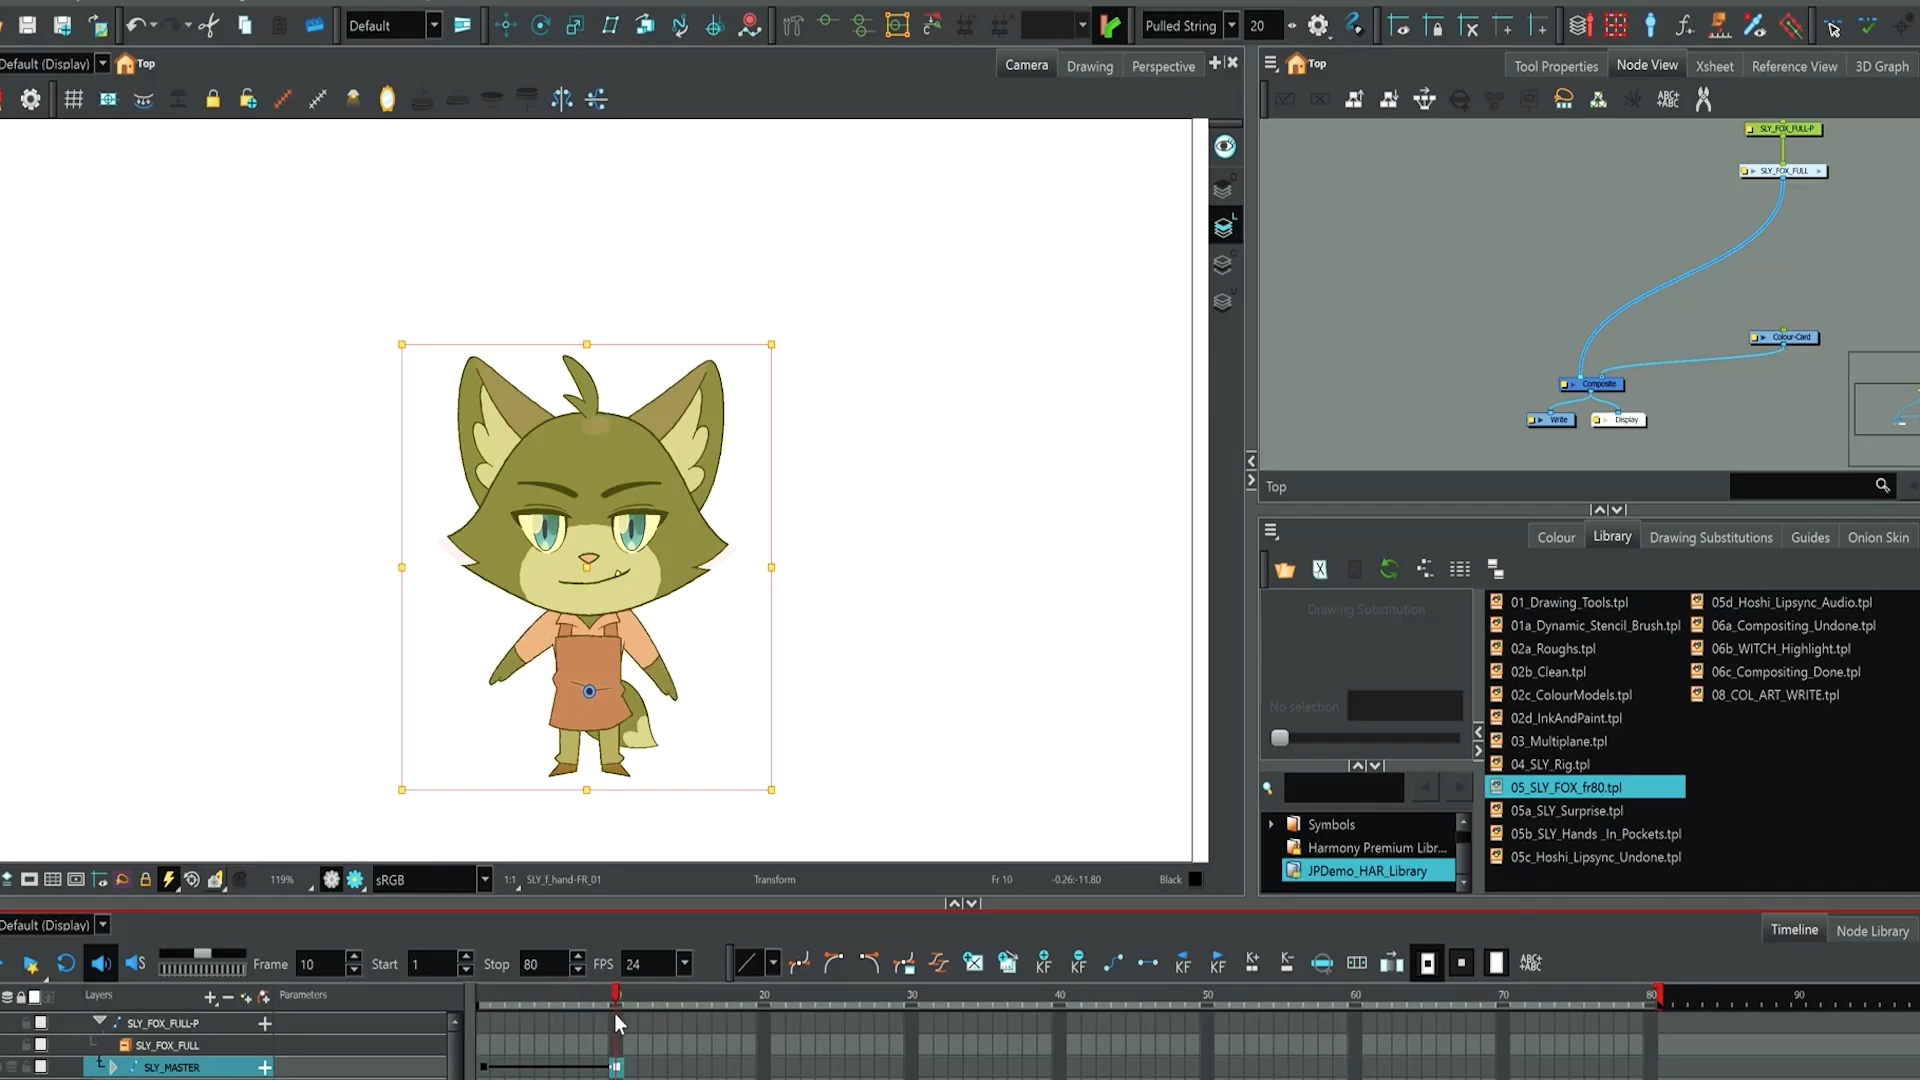 Default
Pulled String
20
Default (Display)
Top
Camera
Drawing
Perspective
Top
Tool Properties
Node View
Xsheet
Reference View
3D Graph
SLY_FOX_FULL-P
SLY_FOX_FULL
Colour-Card
Composite
Write
Display
Top
Colour
Library
Drawing Substitutions
Guides
Onion Skin
Drawing Substitution
No selection
01_Drawing_Tools.tpl
01a_Dynamic_Stencil_Brush.tpl
02a_Roughs.tpl
02b_Clean.tpl
02c_ColourModels.tpl
02d_InkAndPaint.tpl
03_Multiplane.tpl
04_SLY_Rig.tpl
05_SLY_FOX_fr80.tpl
05a_SLY_Surprise.tpl
05b_SLY_Hands _In_Pockets.tpl
05c_Hoshi_Lipsync_Undone.tpl
05d_Hoshi_Lipsync_Audio.tpl
06a_Compositing_Undone.tpl
06b_WITCH_Highlight.tpl
06c_Compositing_Done.tpl
08_COL_ART_WRITE.tpl
Symbols
Harmony Premium Libr...
JPDemo_HAR_Library
119%
sRGB
1:1
SLY_f_hand-FR_01
Transform
Fr 10
-0.26:-11.80
Black
Default (Display)
Timeline
Node Library
Frame 10
Start 1
Stop 80
FPS 24
Layers
Parameters
20 30 40 50 60 70 80 90
SLY_FOX_FULL-P
SLY_FOX_FULL
SLY_MASTER